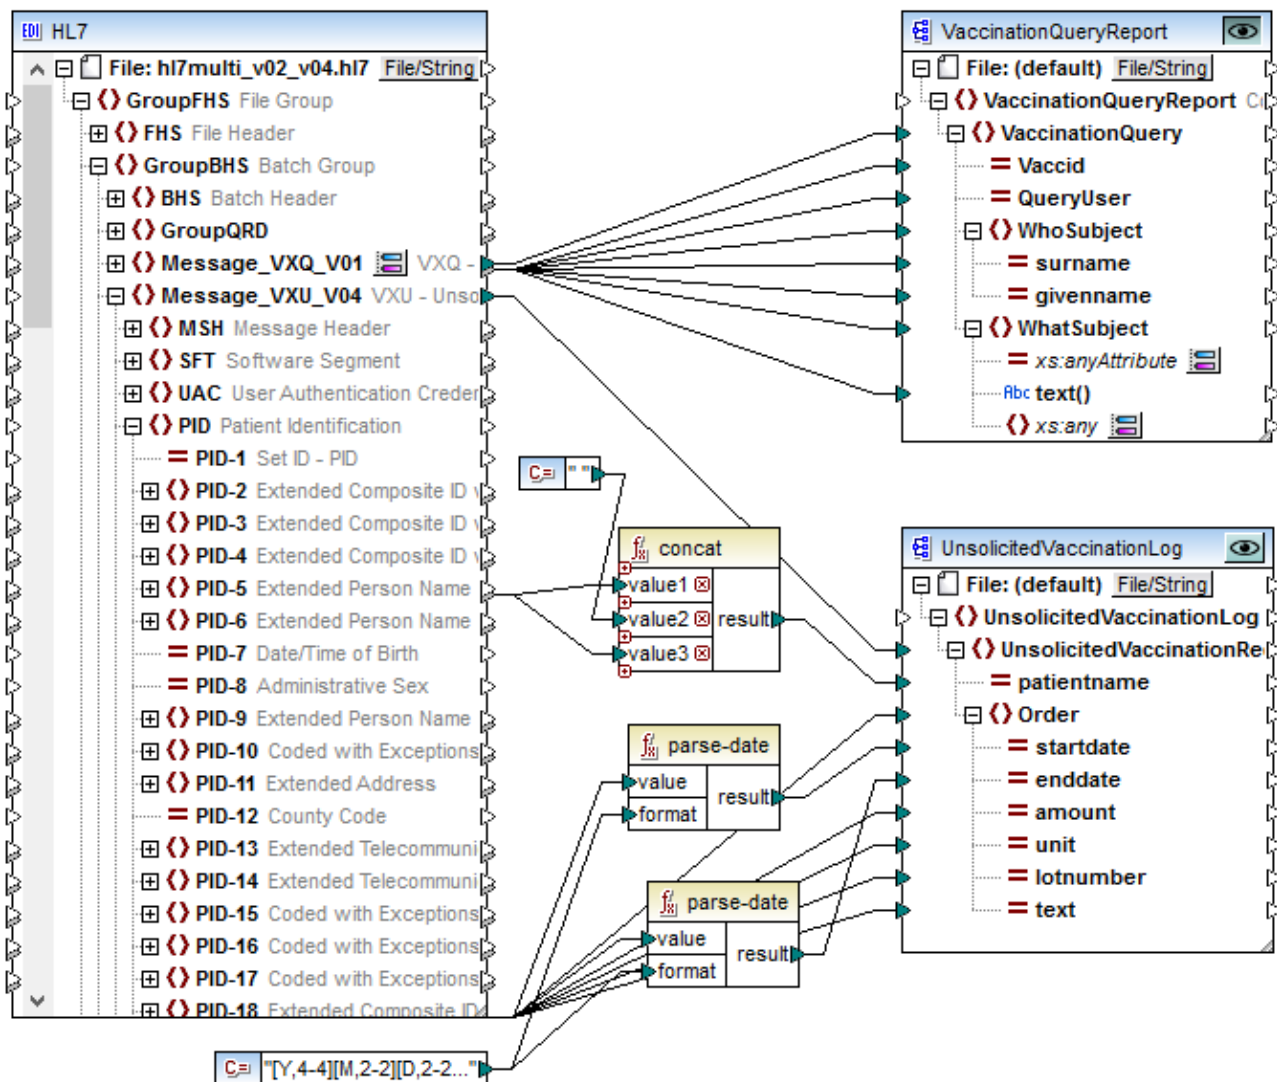 HL7
File: hl7multi_v02_v04.hl7 File/String
GroupFHS File Group
FHS File Header
GroupBHS Batch Group
BHS Batch Header
GroupQRD
Message_VXQ_V01 VXQ -
Message_VXU_V04 VXU - Unso
MSH Message Header
SFT Software Segment
UAC User Authentication Creder
PID Patient Identification
PID-1 Set ID - PID
PID-2 Extended Composite ID v
PID-3 Extended Composite ID v
PID-4 Extended Composite ID v
PID-5 Extended Person Name
PID-6 Extended Person Name
PID-7 Date/Time of Birth
PID-8 Administrative Sex
PID-9 Extended Person Name
PID-10 Coded with Exceptions
PID-11 Extended Address
PID-12 County Code
PID-13 Extended Telecommuni
PID-14 Extended Telecommuni
PID-15 Coded with Exceptions
PID-16 Coded with Exceptions
PID-17 Coded with Exceptions
PID-18 Extended Composite ID
C= " "
concat
value1
value2 result
value3
parse-date
value
result
format
parse-date
value
result
format
C= "[Y,4-4][M,2-2][D,2-2..."
VaccinationQueryReport
File: (default) File/String
VaccinationQueryReport
VaccinationQuery
= Vaccid
= QueryUser
WhoSubject
= surname
= givenname
WhatSubject
= xs:anyAttribute
Abc text()
xs:any
UnsolicitedVaccinationLog
File: (default) File/String
UnsolicitedVaccinationLog
UnsolicitedVaccinationRe
= patientname
Order
= startdate
= enddate
= amount
= unit
= lotnumber
= text